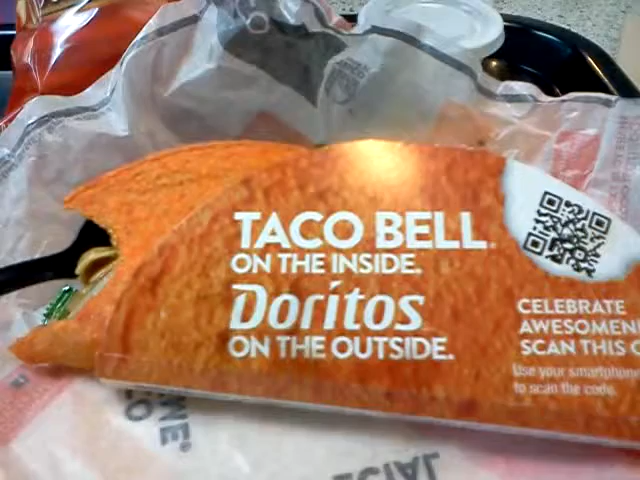 TACO BELL
ON THE INSIDE.
Doritos
ON THE OUTSIDE.
CELEBRATE
SCAN THIS
Use your smartphone
to scan the code.